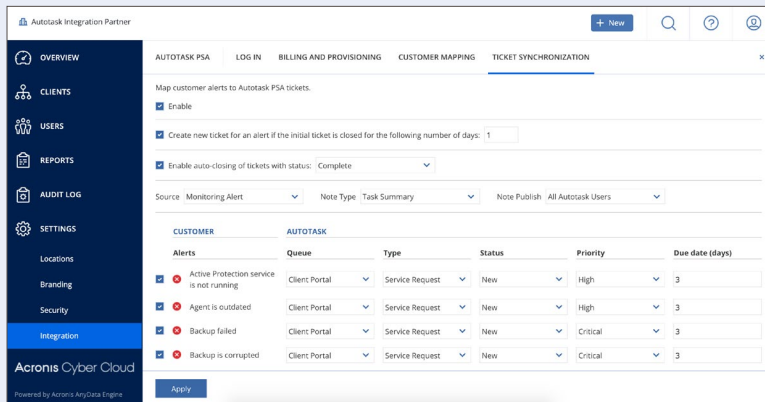 Autotask Integration Partner
+ New
OVERVIEW
CLIENTS
USERS
REPORTS
AUDIT LOG
SETTINGS
Locations
Branding
Security
Integration
Acronis Cyber Cloud
Powered by Acronis AnyData Engine
AUTOTASK PSA LOG IN BILLING AND PROVISIONING CUSTOMER MAPPING TICKET SYNCHRONIZATION
Map customer alerts to Autotask PSA tickets.
Enable
Create new ticket for an alert if the initial ticket is closed for the following number of days: 1
Enable auto-closing of tickets with status: Complete
Source Monitoring Alert Note Type Task Summary Note Publish All Autotask Users
CUSTOMER AUTOTASK
Alerts Queue Type Status Priority Due date (days)
Active Protection service
is not running Client Portal Service Request New High 3
Agent is outdated Client Portal Service Request New High 3
Backup failed Client Portal Service Request New Critical 3
Backup is corrupted Client Portal Service Request New Critical 3
Apply